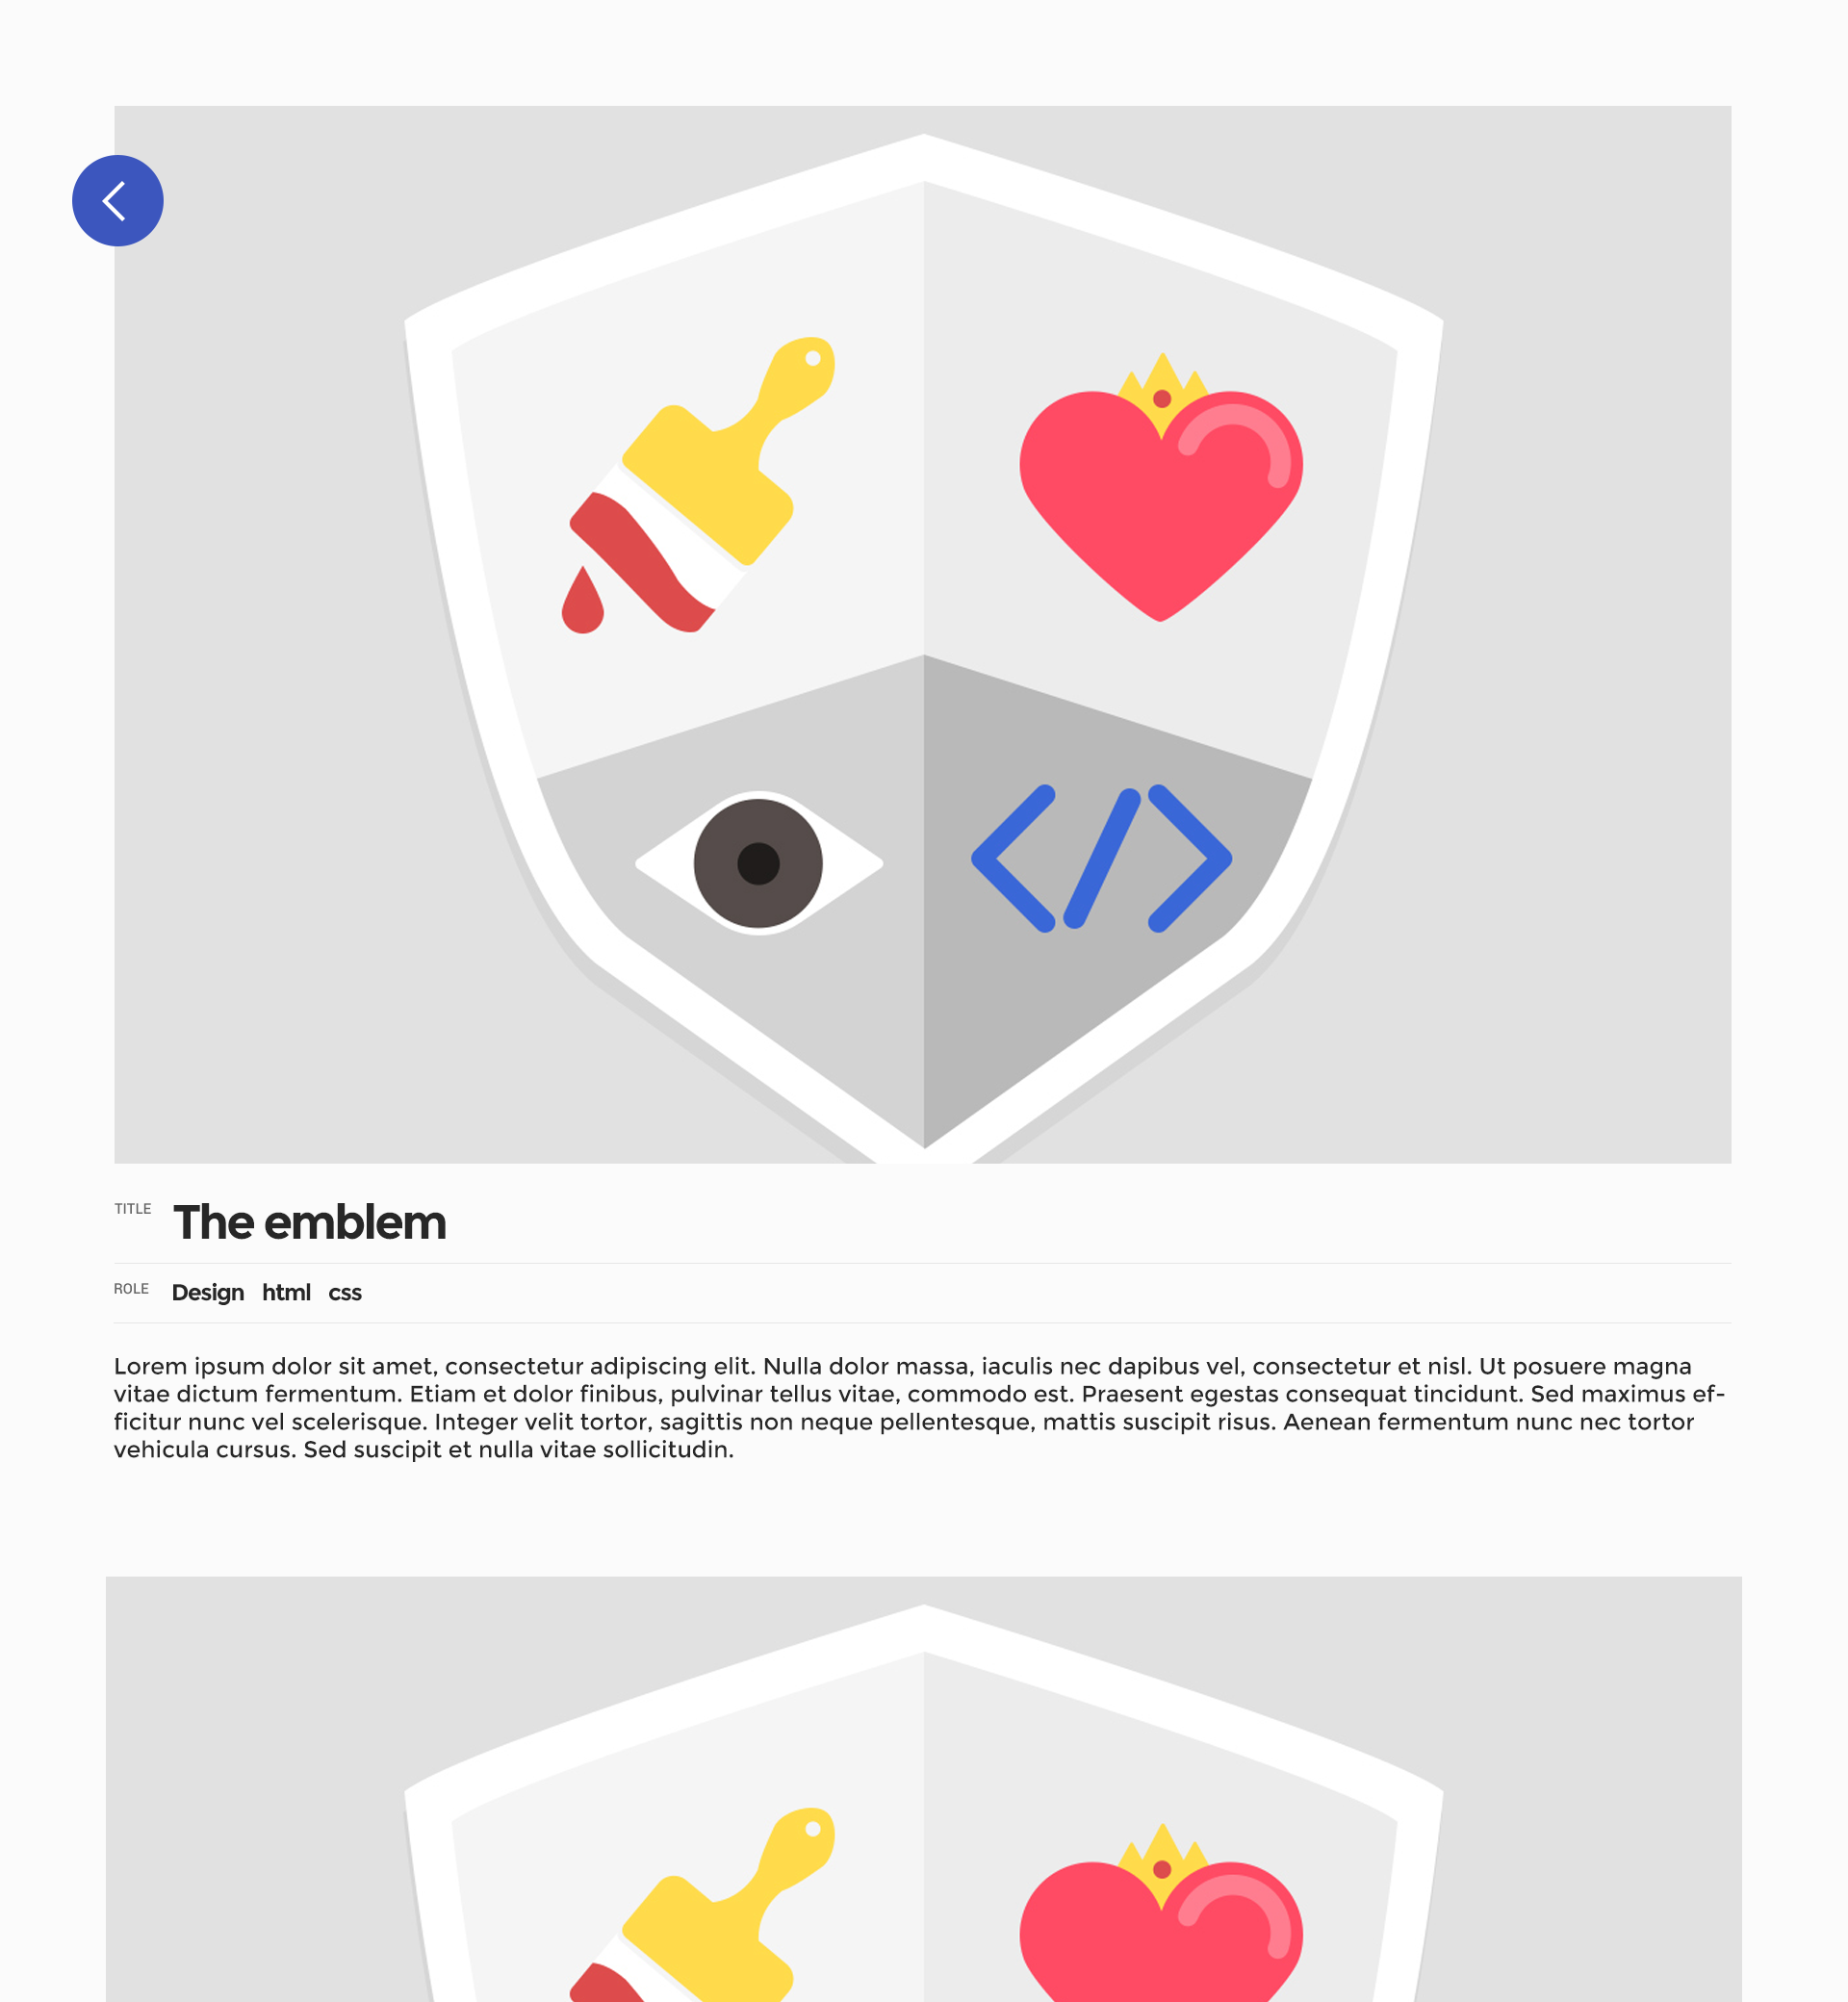 TITLE The emblem
ROLE Design html css
Lorem ipsum dolor sit amet, consectetur adipiscing elit. Nulla dolor massa, iaculis nec dapibus vel, consectetur et nisl. Ut posuere magna
vitae dictum fermentum. Etiam et dolor finibus, pulvinar tellus vitae, commodo est. Praesent egestas consequat tincidunt. Sed maximus ef-
ficitur nunc vel scelerisque. Integer velit tortor, sagittis non neque pellentesque, mattis suscipit risus. Aenean fermentum nunc nec tortor
vehicula cursus. Sed suscipit et nulla vitae sollicitudin.